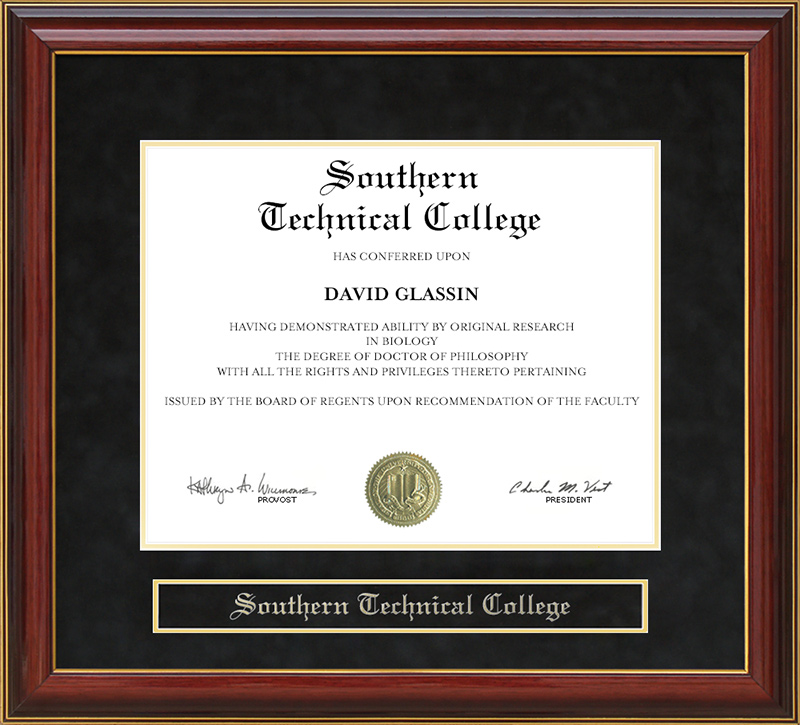 Southern
Technical College
HAS CONFERRED UPON
DAVID GLASSIN
HAVING DEMONSTRATED ABILITY BY ORIGINAL RESEARCH
IN BIOLOGY
THE DEGREE OF DOCTOR OF PHILOSOPHY
WITH ALL THE RIGHTS AND PRIVILEGES THERETO PERTAINING
ISSUED BY THE BOARD OF REGENTS UPON RECOMMENDATION OF THE FACULTY
PROVOST
Charles M. Vest
PRESIDENT
Southern Technical College